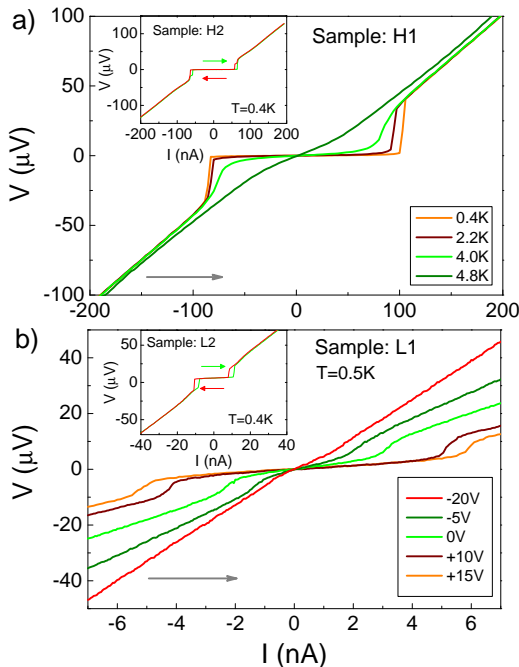 a)
Sample: H2
T=0.4K
V (μV)
100
0
-100
-200 -100 0 100 200
I (nA)
Sample: H1
V (μV)
100
50
0
-50
-100
0.4K
2.2K
4.0K
4.8K
-200 -100 0 100 200
b)
Sample: L2
T=0.4K
V (μV)
50
0
-50
-40 -20 0 20 40
I (nA)
Sample: L1
T=0.5K
V (μV)
40
20
0
-20
-40
-20V
-5V
0V
+10V
+15V
-6 -4 -2 0 2 4 6
I (nA)